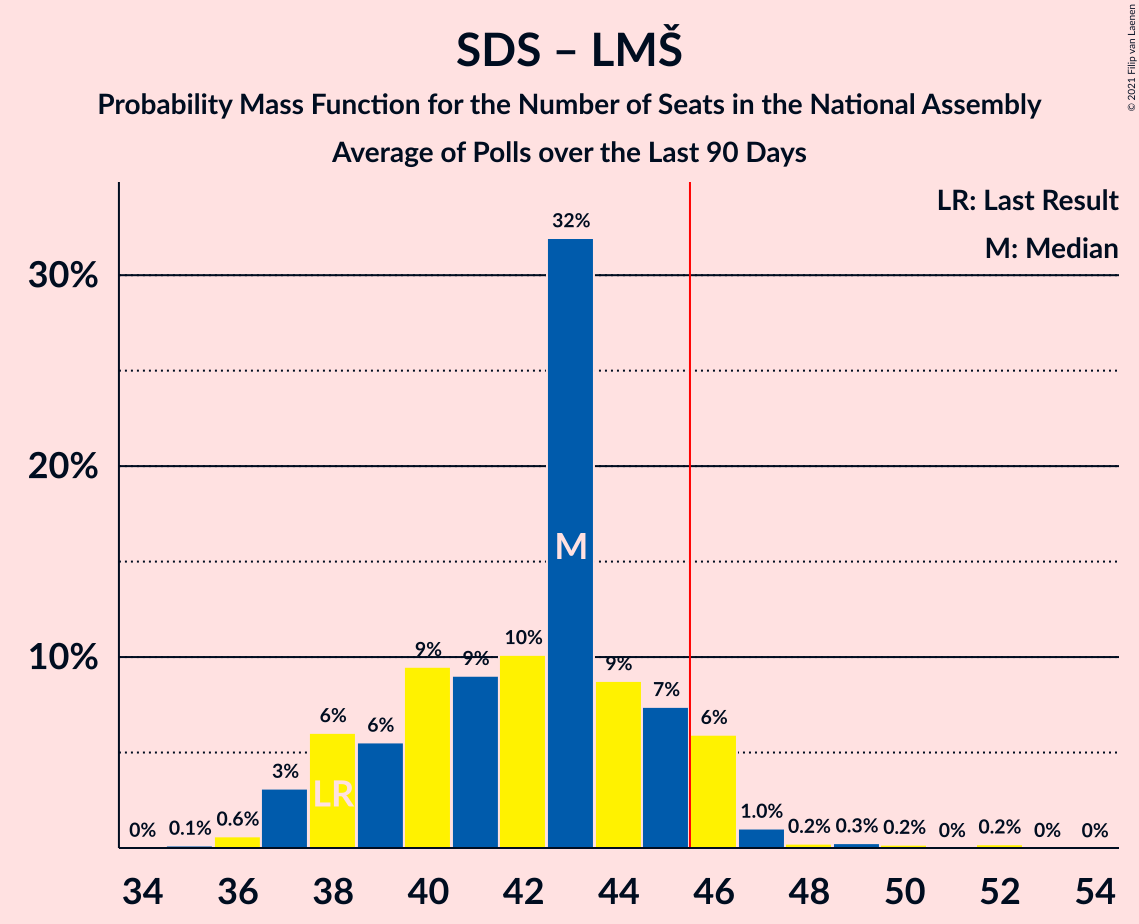 SDS – LMŠ
Probability Mass Function for the Number of Seats in the National Assembly
Average of Polls over the Last 90 Days
© 2021 Filip van Laenen
LR: Last Result
M: Median
30%
20%
10%
0%
0.1%
0.6%
3%
6%
6%
9%
9%
10%
32%
9%
7%
6%
1.0%
0.2%
0.3%
0.2%
0%
0.2%
0%
0%
LR
M
34 36 38 40 42 44 46 48 50 52 54